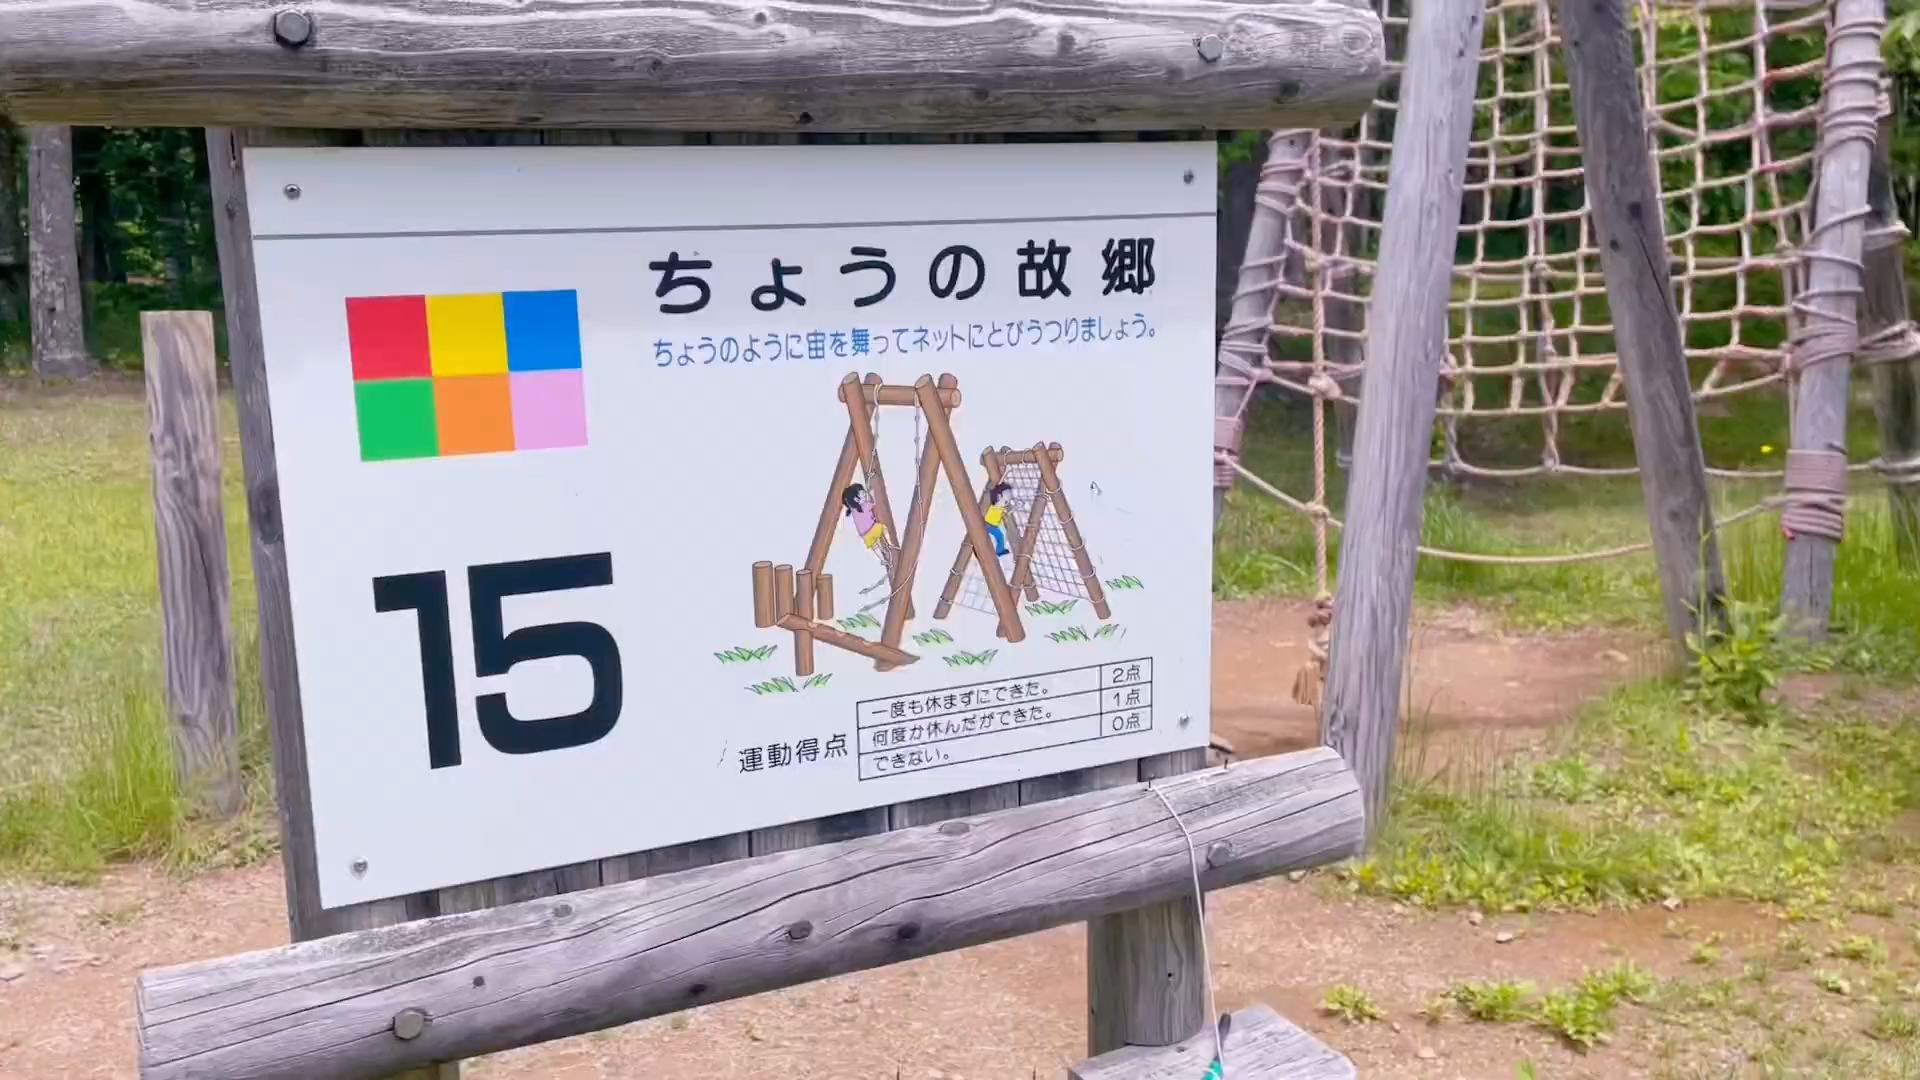 ちょうの故郷
ちょうのように宙を舞ってネットにとびうつりましょう。
15
運動得点
一度も休まずにできた。 2点
何度か休んだができた。 1点
できない。 0点